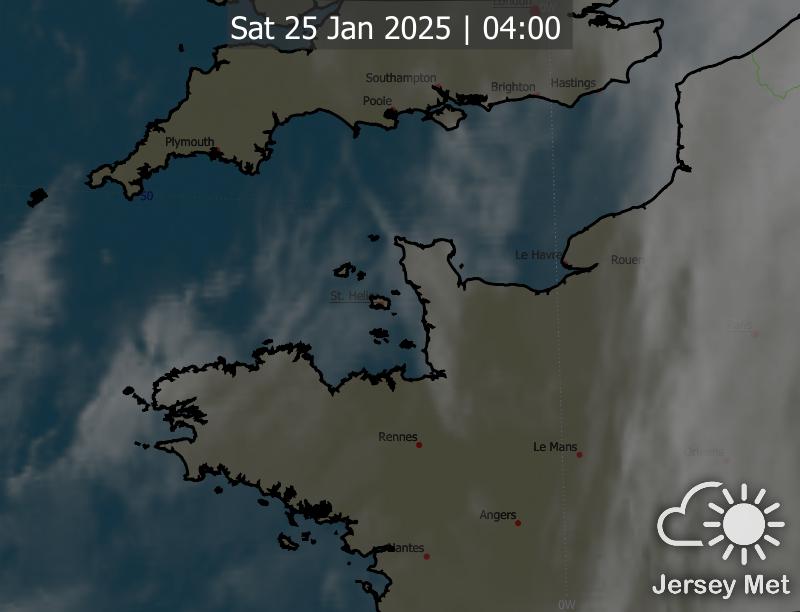 London
Sat 25 Jan 2025 | 04:00
Southampton
Brighton
Hastings
Poole
Plymouth
50
Le Havre
Rouen
St. Helier
Paris
Rennes
Le Mans
Orleans
Angers
Nantes
0W
Jersey Met